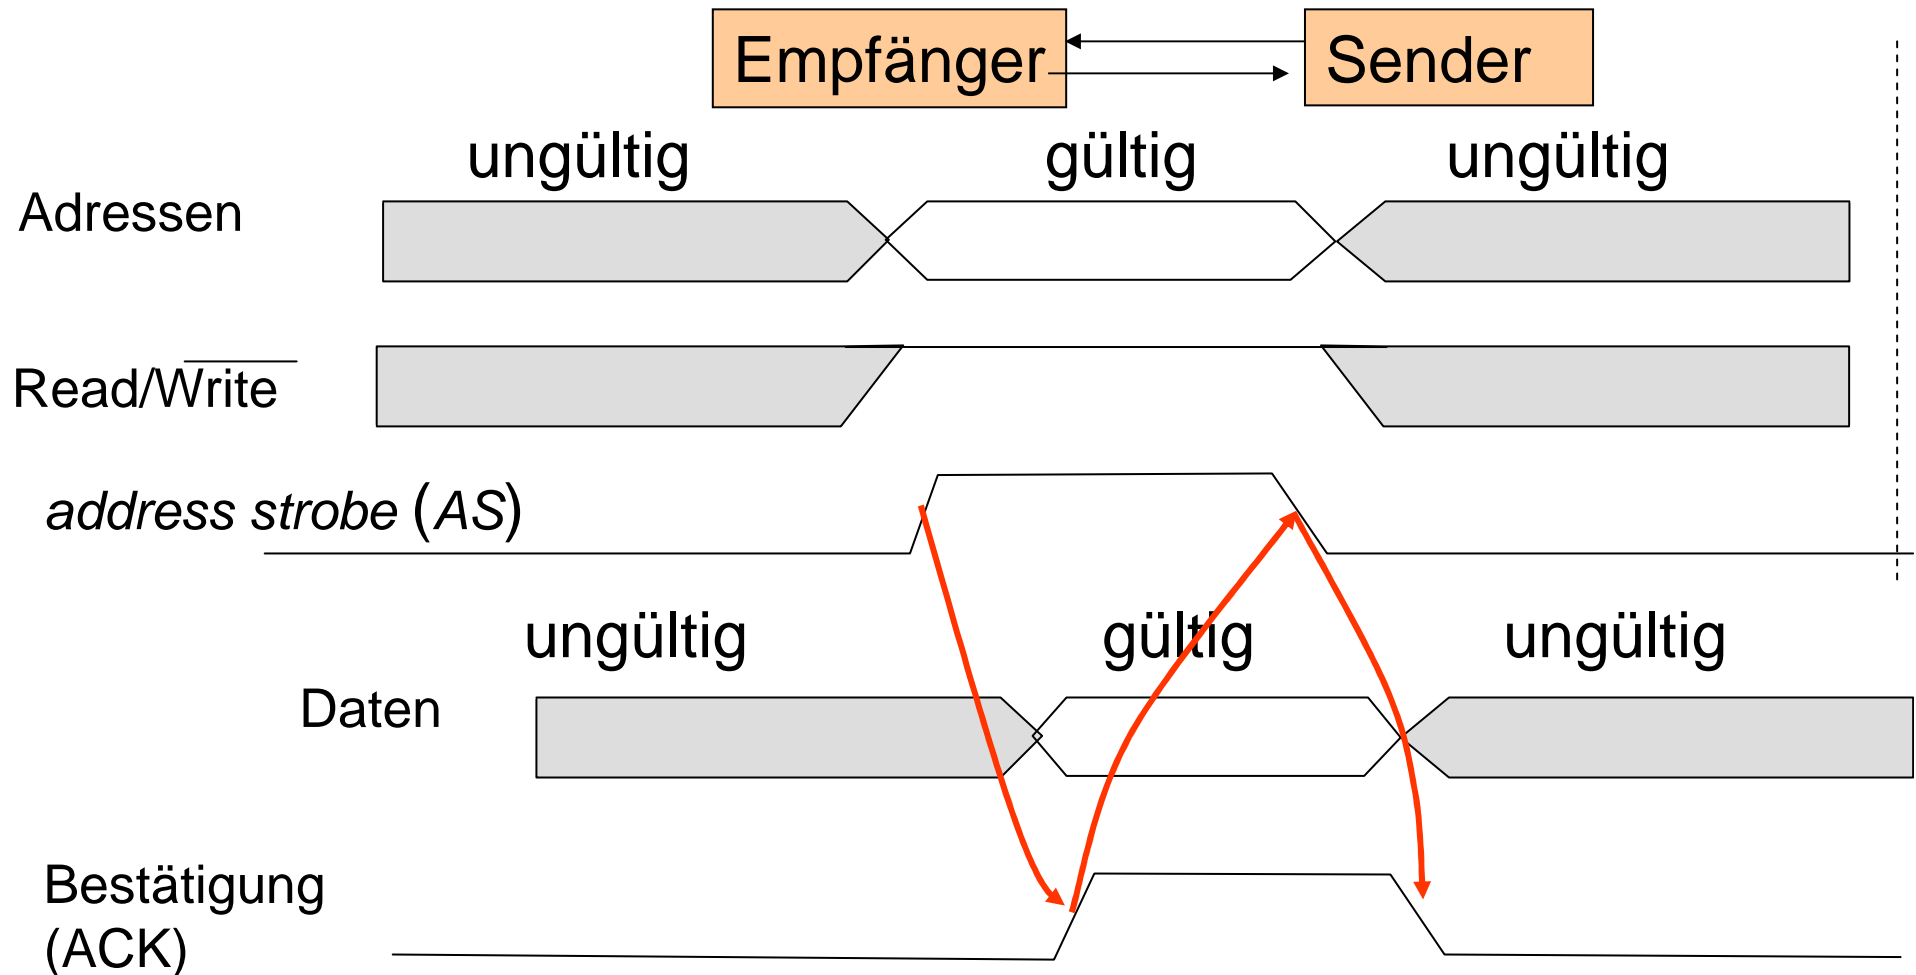 Empfänger Sender
ungültig gültig ungültig
Adressen
Read/Write
address strobe (AS)
ungültig gültig ungültig
Daten
Bestätigung
(ACK)